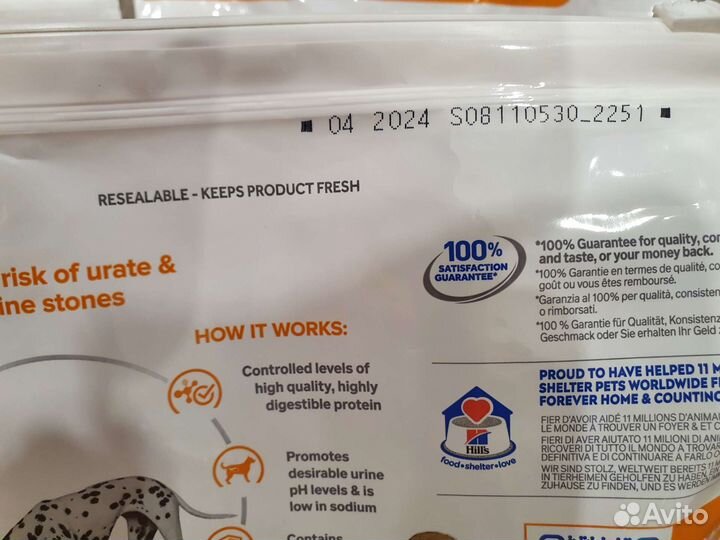 04 2024 S08110530_2251
RESEALABLE - KEEPS PRODUCT FRESH
risk of urate &
ine stones
HOW IT WORKS:
Controlled levels of
high quality, highly
digestible protein
Promotes
desirable urine
pH levels & is
low in sodium
Contains
100%
SATISFACTION
GUARANTEE*
*100% Guarantee for quality, con
and taste, or your money back.
*100% Garantie en termes de qualité, co
goût ou vous êtes remboursé.
*Garanzia al 100% per qualità, consisten
o rimborsati.
*100 % Garantie für Qualität, Konsistenz
Geschmack oder Sie erhalten Ihr Geld
PROUD TO HAVE HELPED 11 M
SHELTER PETS WORLDWIDE FI
FOREVER HOME & COUNTING
FIER D'AVOIR AIDÉ 11 MILLIONS D'ANIMA
LE MONDE À TROUVER UN FOYER & ET C
FIERI DI AVER AIUTATO 11 MILIONI DI ANIM
RICOVERI DI TUTTO IL MONDO A TROVAR
DEFINITIVA E DI CONTINUARE A FARLO
WIR SIND STOLZ, WELTWEIT BEREITS 11 M
IN TIERHEIMEN GEHOLFEN ZU HABEN, EIN
ZUHAUSE ZU FINDEN, UND ES WERDEN
Hill's
food•shelter•love
Avito